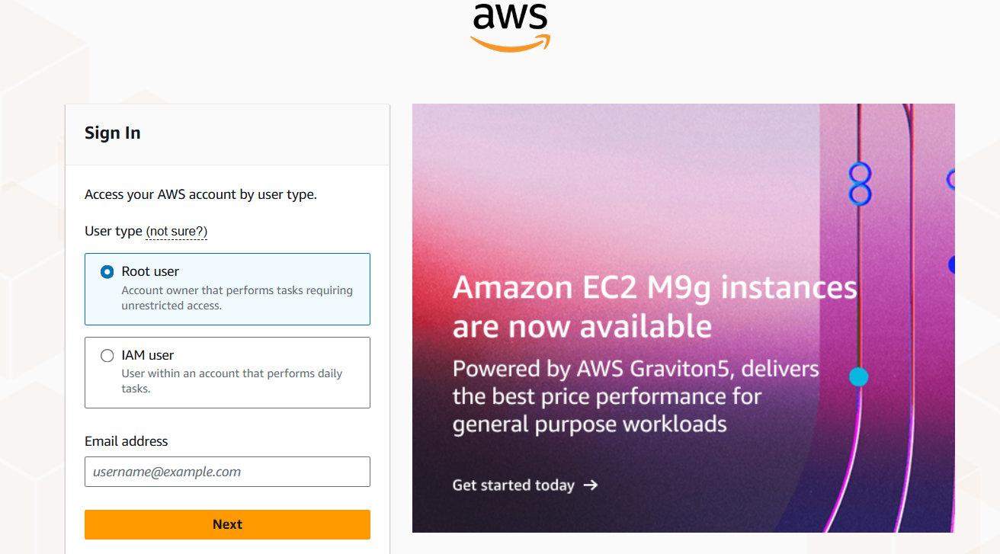 aws
Sign In
Access your AWS account by user type.
User type (not sure?)
Root user
Account owner that performs tasks requiring
unrestricted access.
IAM user
User within an account that performs daily
tasks.
Email address
username@example.com
Next
Amazon EC2 M9g instances
are now available
Powered by AWS Graviton5, delivers
the best price performance for
general purpose workloads
Get started today →